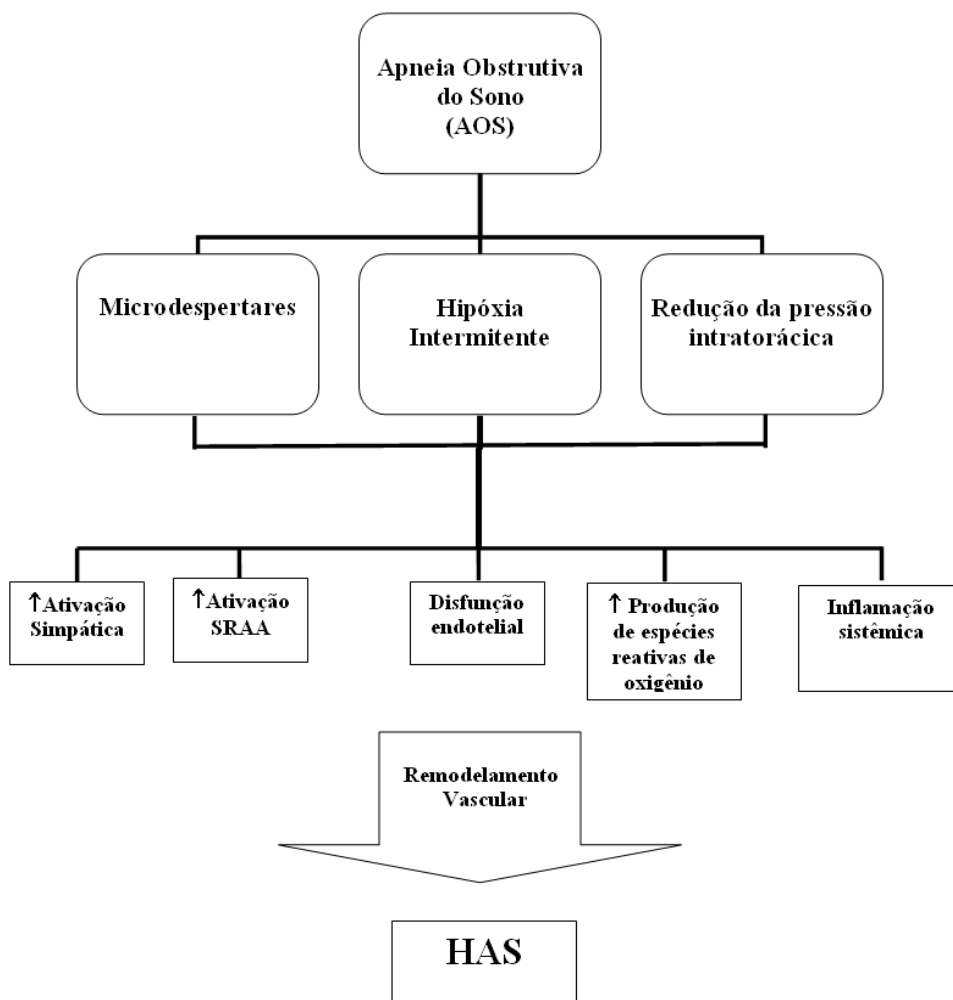 Apneia Obstrutiva
do Sono
(AOS)
Microdespertares
Hipóxia
Intermitente
Redução da pressão
intratorácica
↑Ativação
Simpática
↑Ativação
SRAA
Disfunção
endotelial
↑ Produção
de espécies
reativas de
oxigênio
Inflamação
sistêmica
Remodelamento
Vascular
HAS